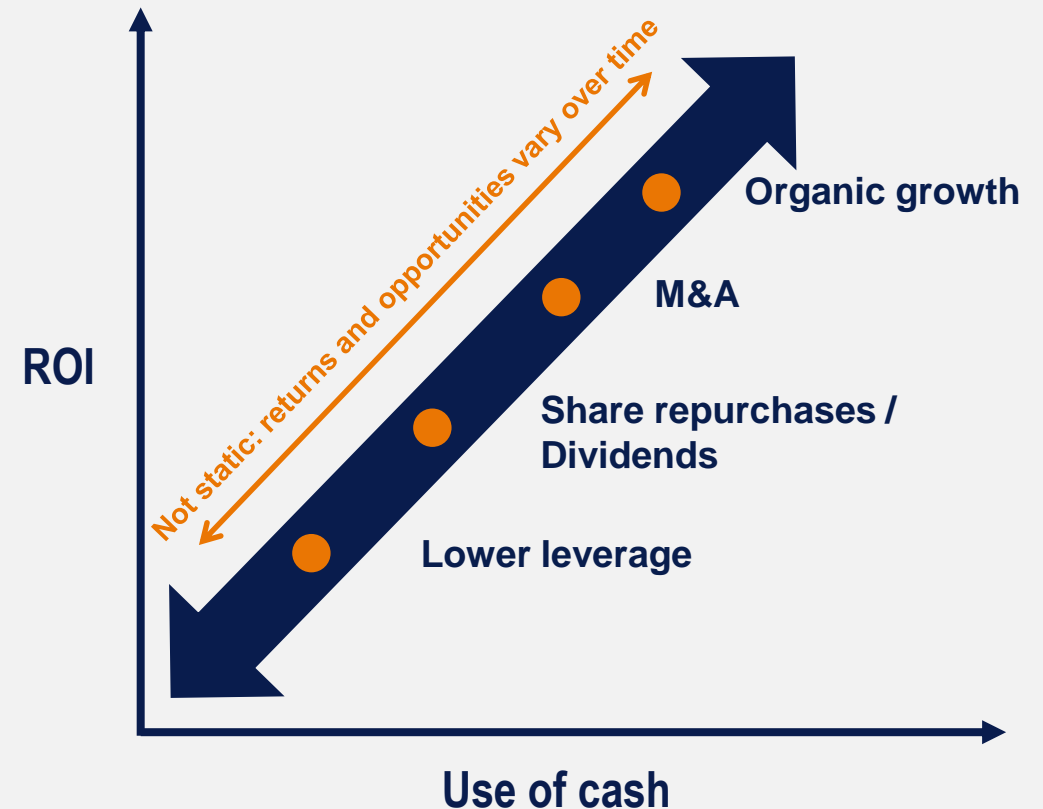 Not static: returns and opportunities vary over time
Organic growth
M&A
ROI
Share repurchases /
Dividends
Lower leverage
Use of cash